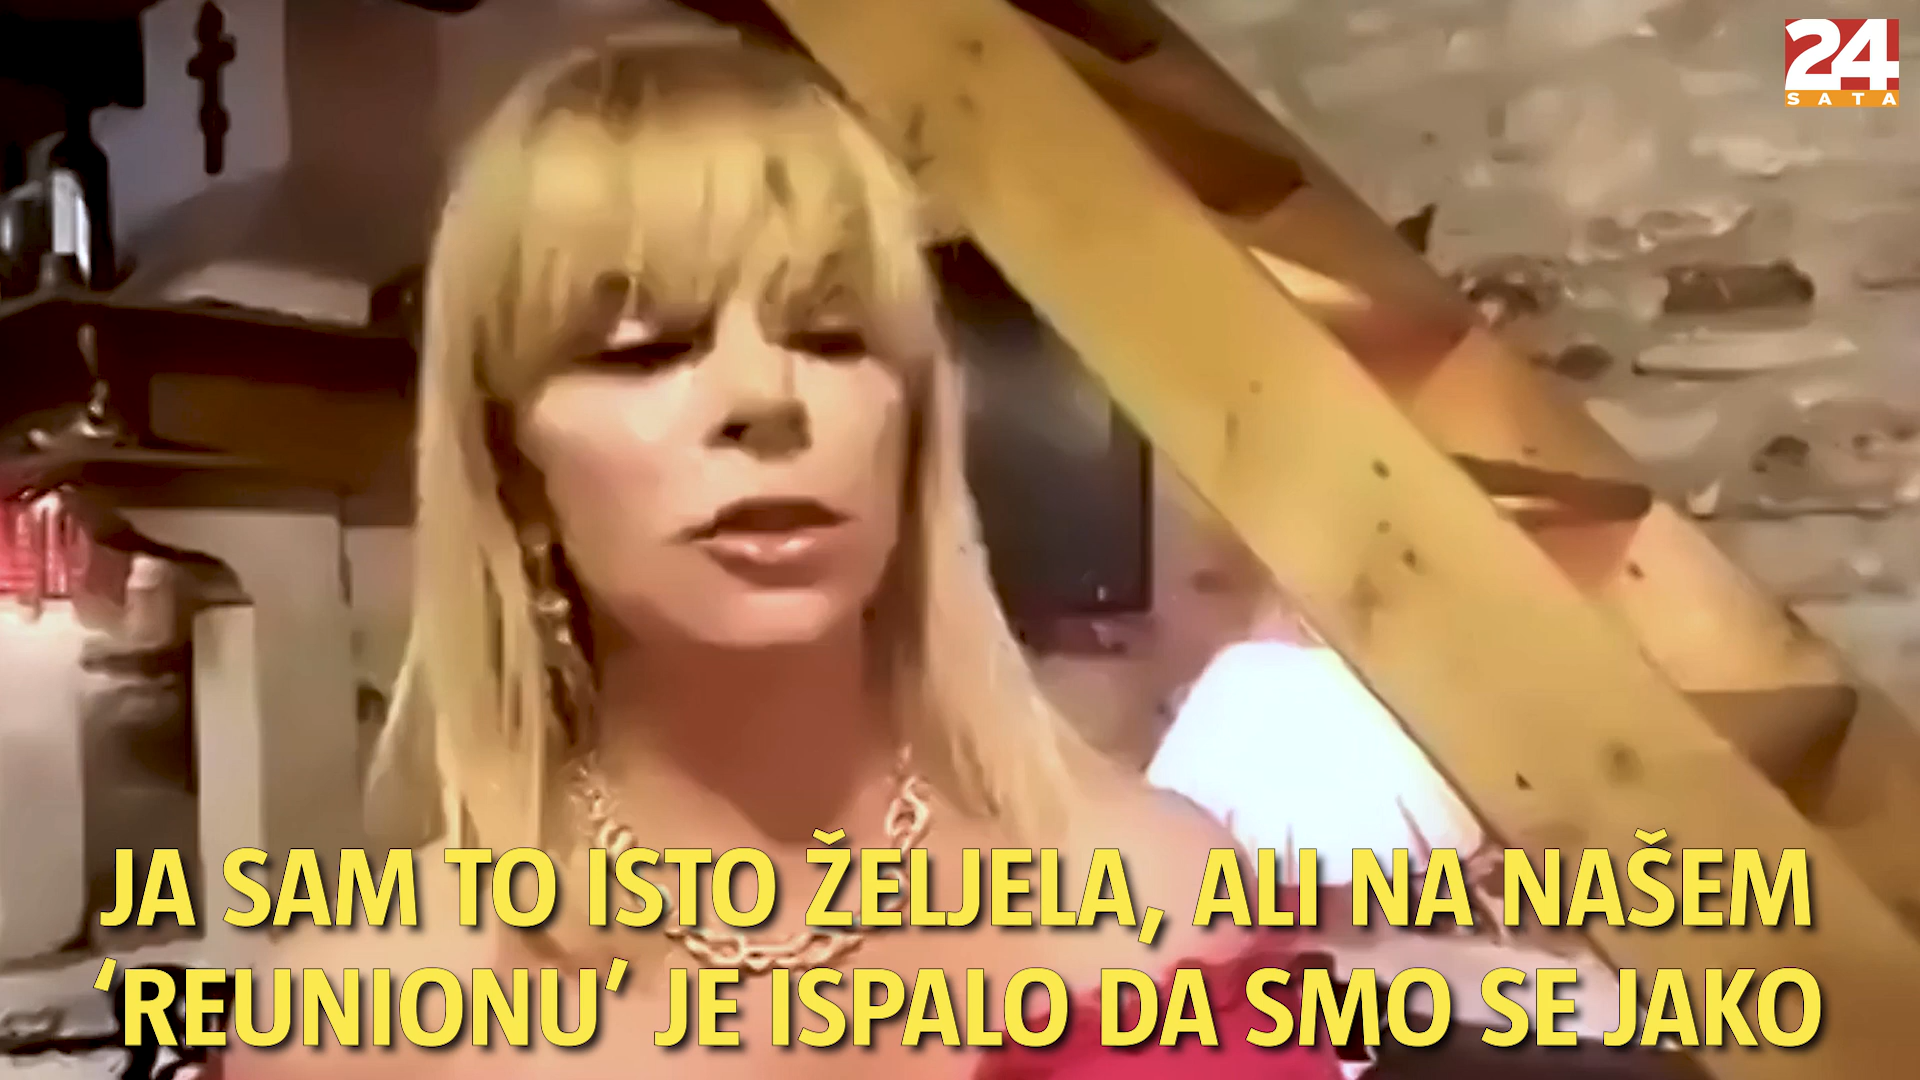 24
SATA
JA SAM TO ISTO ŽELJELA, ALI NA NAŠEM
‘REUNIONU’ JE ISPALO DA SMO SE JAKO